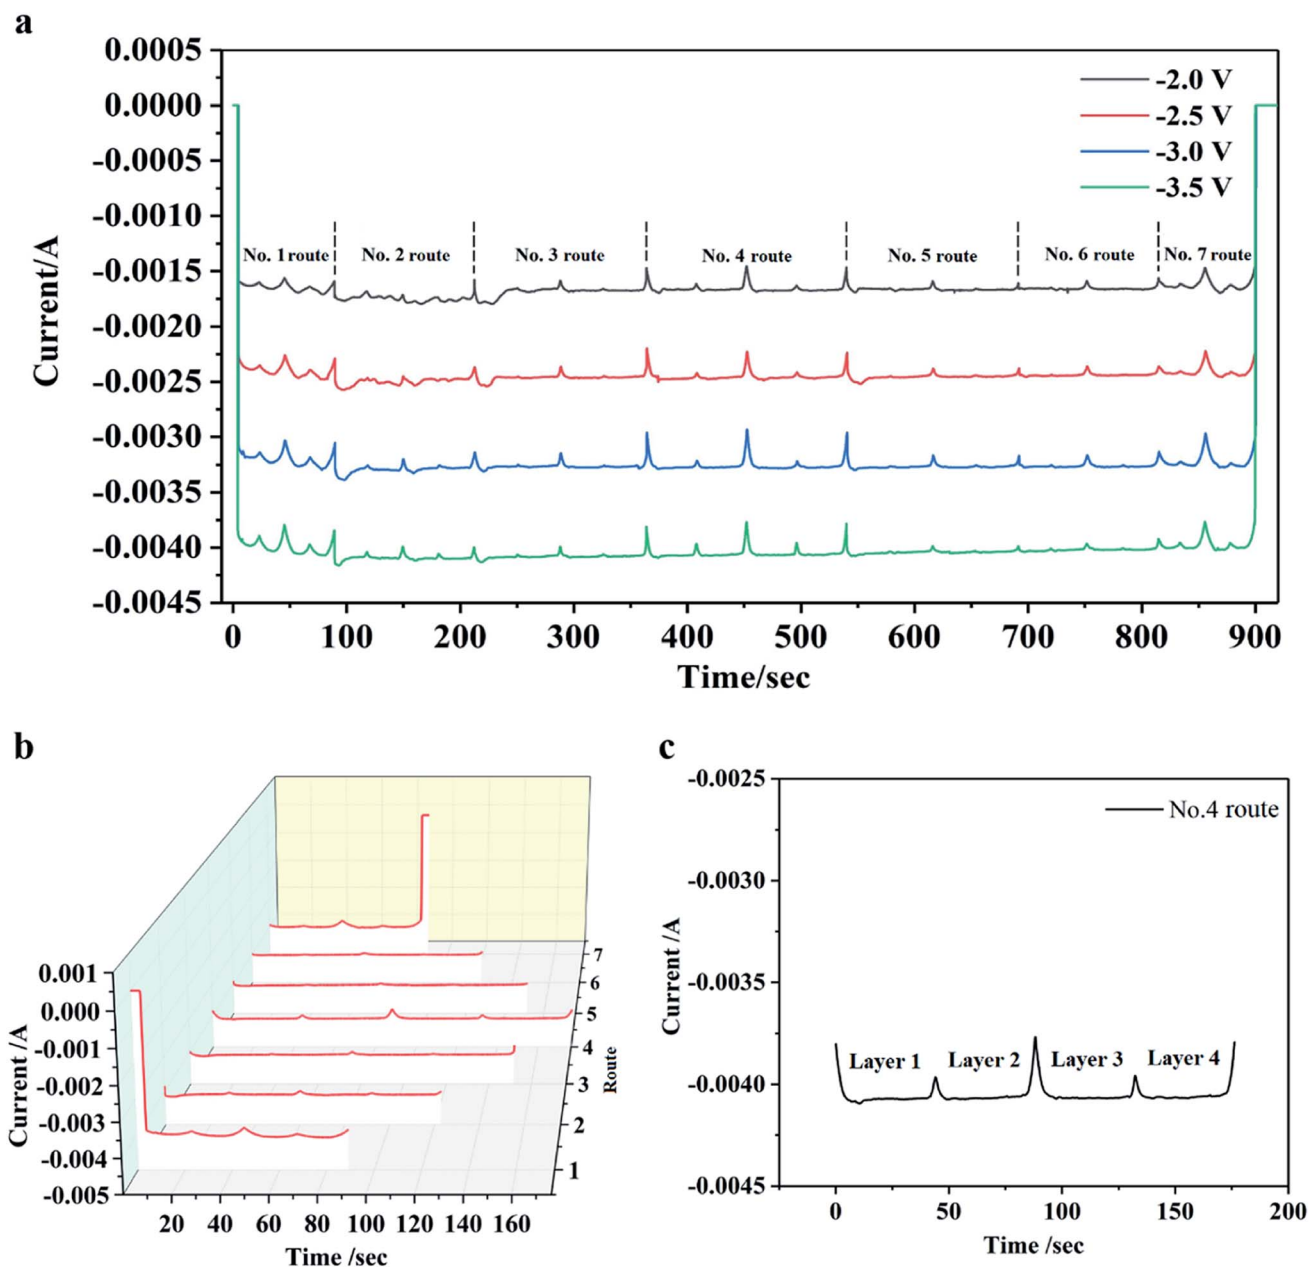 a
0.0005
0.0000
-0.0005
-0.0010
-0.0015
-0.0020
-0.0025
-0.0030
-0.0035
-0.0040
-0.0045
Current/A
-2.0 V
-2.5 V
-3.0 V
-3.5 V
No. 1 route No. 2 route No. 3 route No. 4 route No. 5 route No. 6 route No. 7 route
0 100 200 300 400 500 600 700 800 900
Time/sec
b
0.001
0.000
-0.001
-0.002
-0.003
-0.004
-0.005
Current /A
7
6
5
4
3
2
1
Route
20 40 60 80 100 120 140 160
Time /sec
c
-0.0025
-0.0030
-0.0035
-0.0040
-0.0045
Current /A
No.4 route
Layer 1 Layer 2 Layer 3 Layer 4
0 50 100 150 200
Time /sec